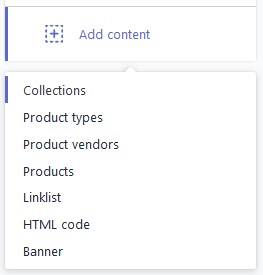 Add content
Collections
Product types
Product vendors
Products
Linklist
HTML code
Banner